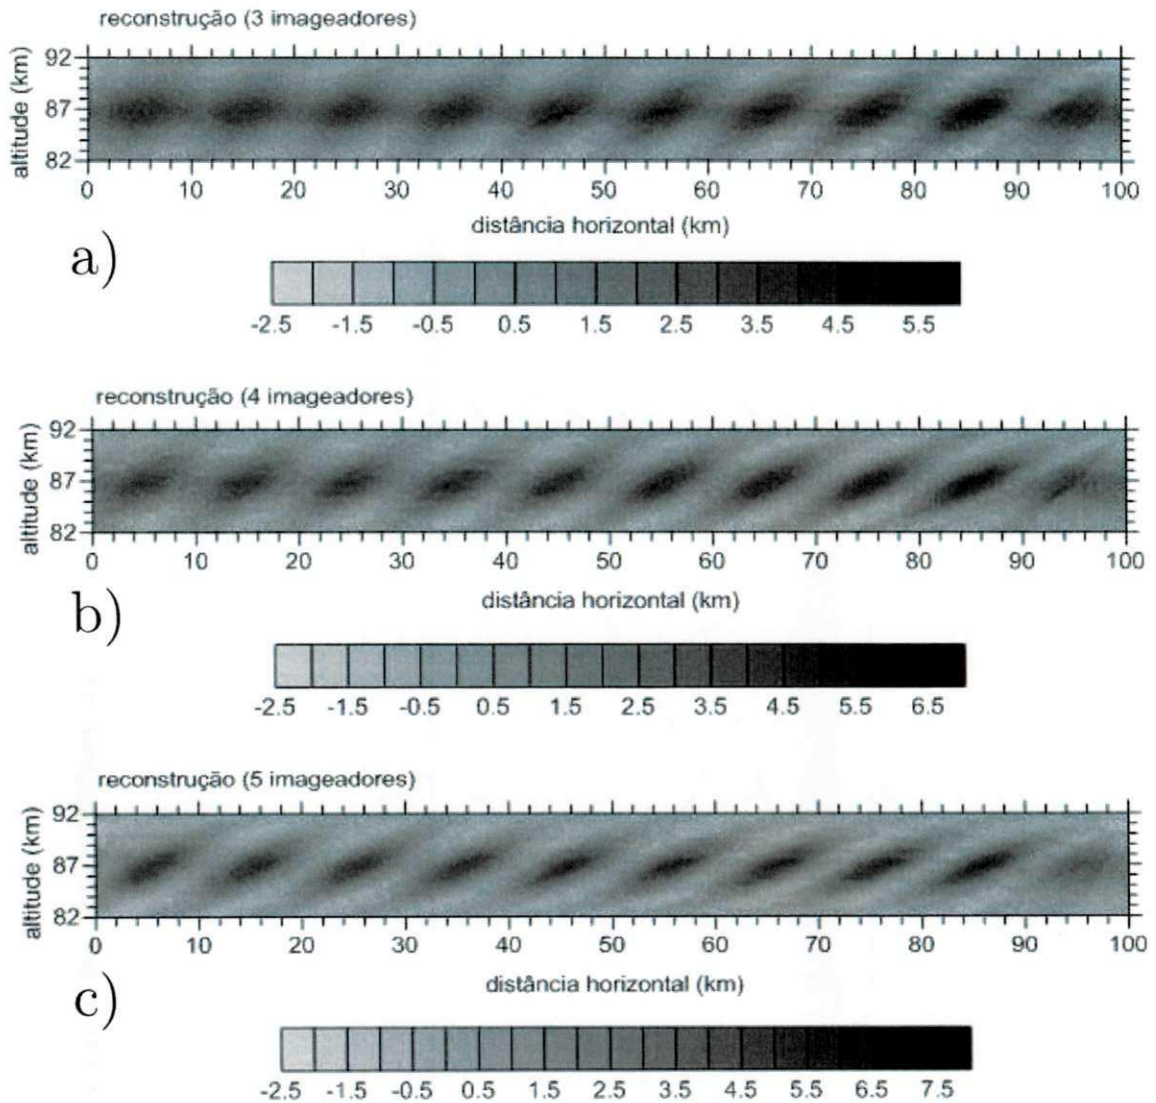 reconstrução (3 imageadores)
altitude (km)
92
87
82
0 10 20 30 40 50 60 70 80 90 100
distância horizontal (km)
a)
-2.5 -1.5 -0.5 0.5 1.5 2.5 3.5 4.5 5.5
reconstrução (4 imageadores)
altitude (km)
92
87
82
0 10 20 30 40 50 60 70 80 90 100
distância horizontal (km)
b)
-2.5 -1.5 -0.5 0.5 1.5 2.5 3.5 4.5 5.5 6.5
reconstrução (5 imageadores)
altitude (km)
92
87
82
0 10 20 30 40 50 60 70 80 90 100
distância horizontal (km)
c)
-2.5 -1.5 -0.5 0.5 1.5 2.5 3.5 4.5 5.5 6.5 7.5